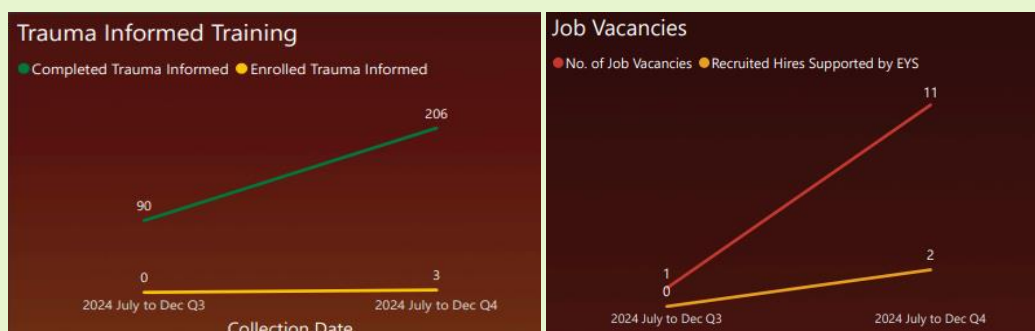 Trauma Informed Training
Completed Trauma Informed Enrolled Trauma Informed
206
90
0
3
2024 July to Dec Q3
2024 July to Dec Q4
Collection Date
Job Vacancies
No. of Job Vacancies Recruited Hires Supported by EYS
11
1
0
2
2024 July to Dec Q3
2024 July to Dec Q4